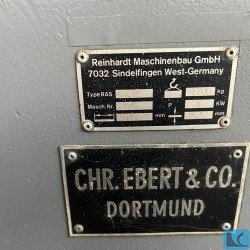 Reinhardt Maschinenbau GmbH
7032 Sindelfingen West-Germany
Type RAS kg
Masch.Nr. P KW
mm mm
CHR. EBERT & CO.
DORTMUND